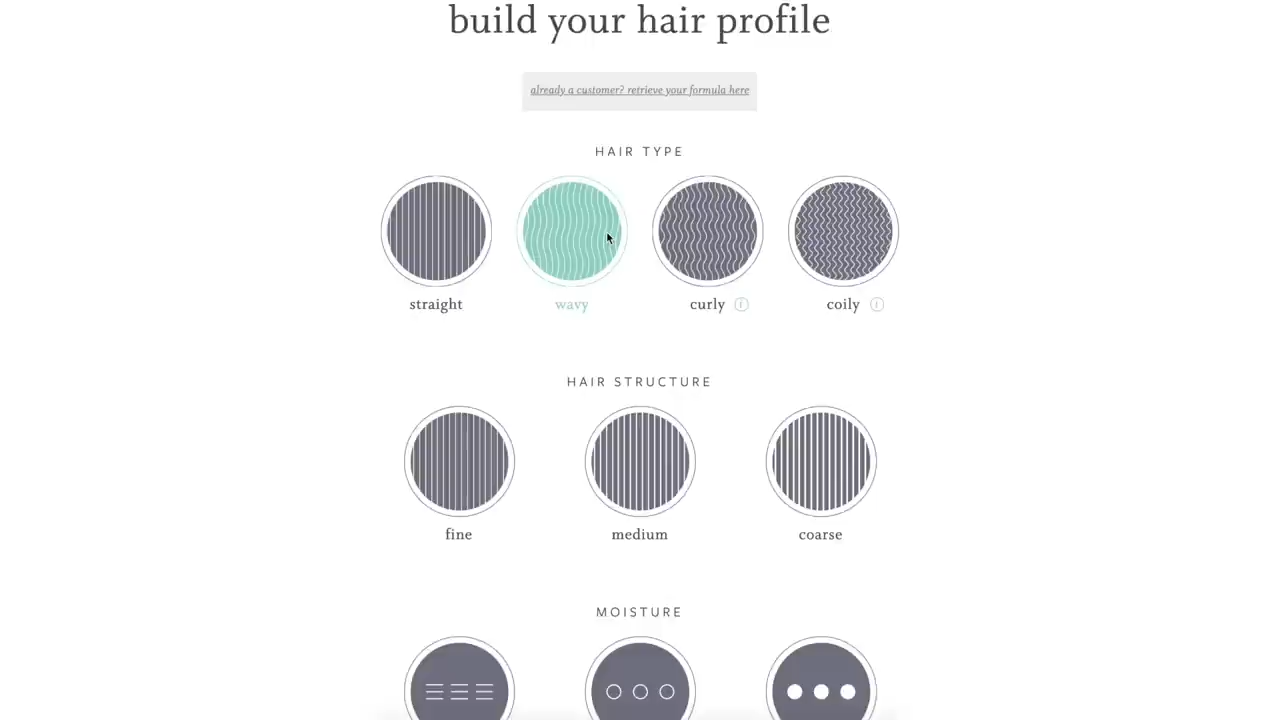 build your hair profile
already a customer? retrieve your formula here
HAIR TYPE
straight wavy curly i coily i
HAIR STRUCTURE
fine medium coarse
MOISTURE